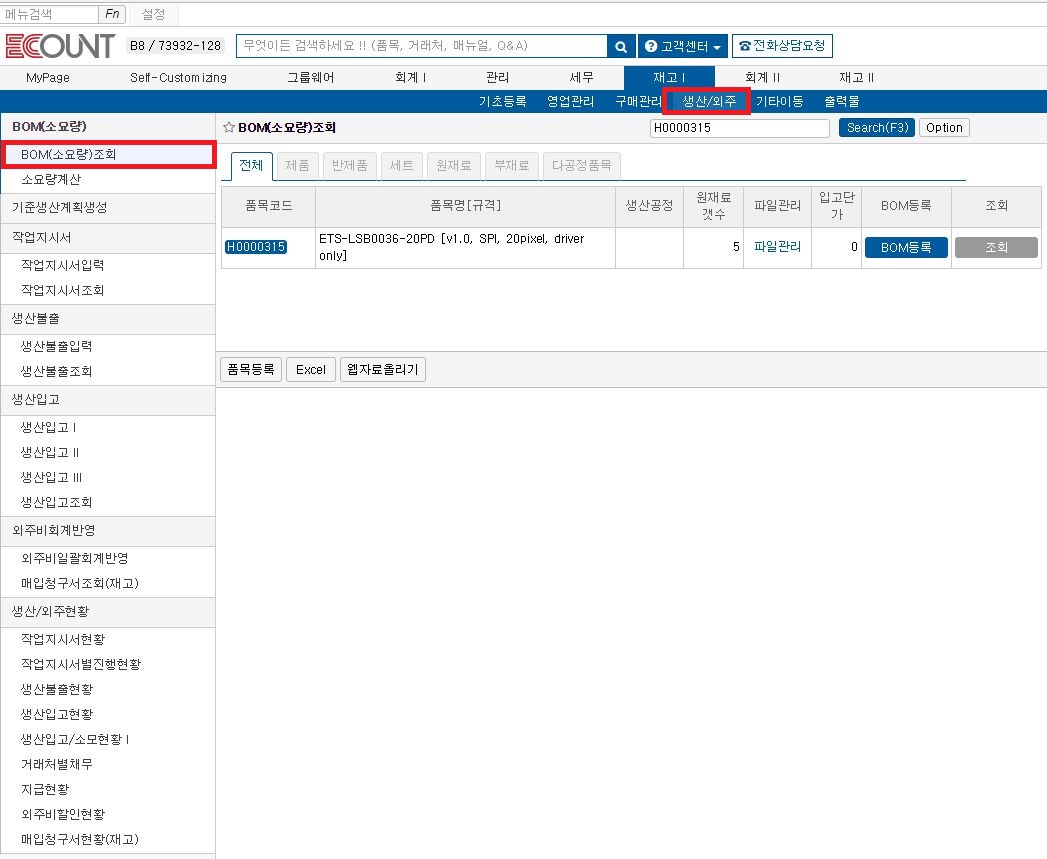 메뉴검색 Fn 설정
ECOUNT B8 / 73932-128 무엇이든 검색하세요 !! (품목, 거래처, 매뉴얼, Q&A) 고객센터 전화상담요청
MyPage Self-Customizing 그룹웨어 회계 I 관리 세무 재고 I 회계 II 재고 II
기초등록 영업관리 구매관리 생산/외주 기타이동 출력물
BOM(소요량)
BOM(소요량)조회
소요량계산
기준생산계획생성
작업지시서
작업지시서입력
작업지시서조회
생산불출
생산불출입력
생산불출조회
생산입고
생산입고 I
생산입고 II
생산입고 III
생산입고조회
외주비회계반영
외주비일괄회계반영
매입청구서조회(재고)
생산/외주현황
작업지시서현황
작업지시서별진행현황
생산불출현황
생산입고현황
생산입고/소모현황 I
거래처별채무
지급현황
외주비할인현황
매입청구서현황(재고)
☆ BOM(소요량)조회 H0000315 Search(F3) Option
전체 제품 반제품 세트 원재료 부재료 다공정품목
품목코드 품목명[규격] 생산공정 원재료
갯수 파일관리 입고단
가 BOM등록 조회
H0000315 ETS-LSB0036-20PD [v1.0, SPI, 20pixel, driver
only] 5 파일관리 0 BOM등록 조회
품목등록 Excel 웹자료올리기